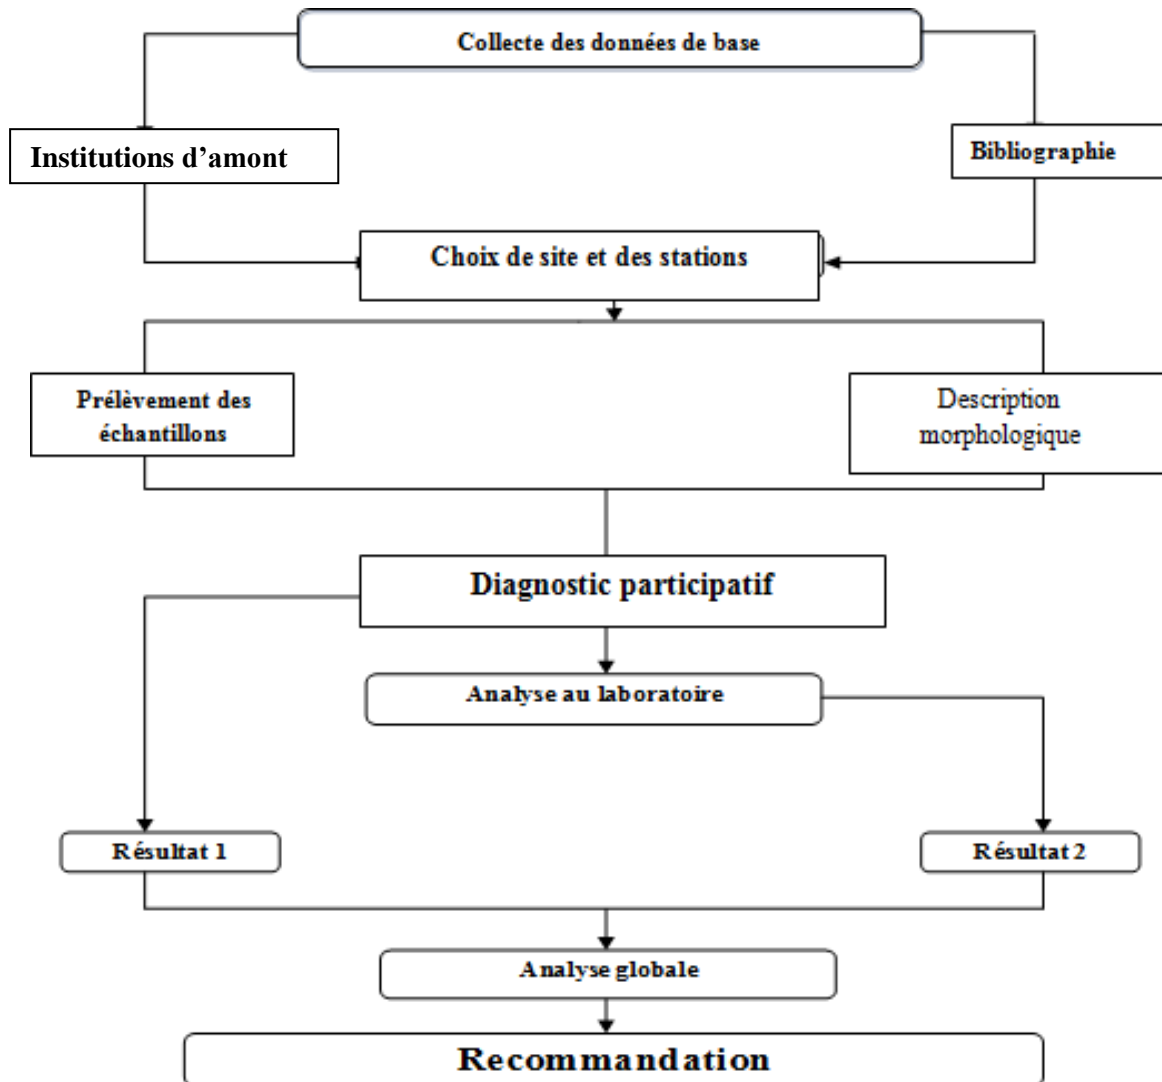 Collecte des données de base
Institutions d’amont
Bibliographie
Choix de site et des stations
Prélèvement des
échantillons
Description
morphologique
Diagnostic participatif
Analyse au laboratoire
Résultat 1
Résultat 2
Analyse globale
Recommandation